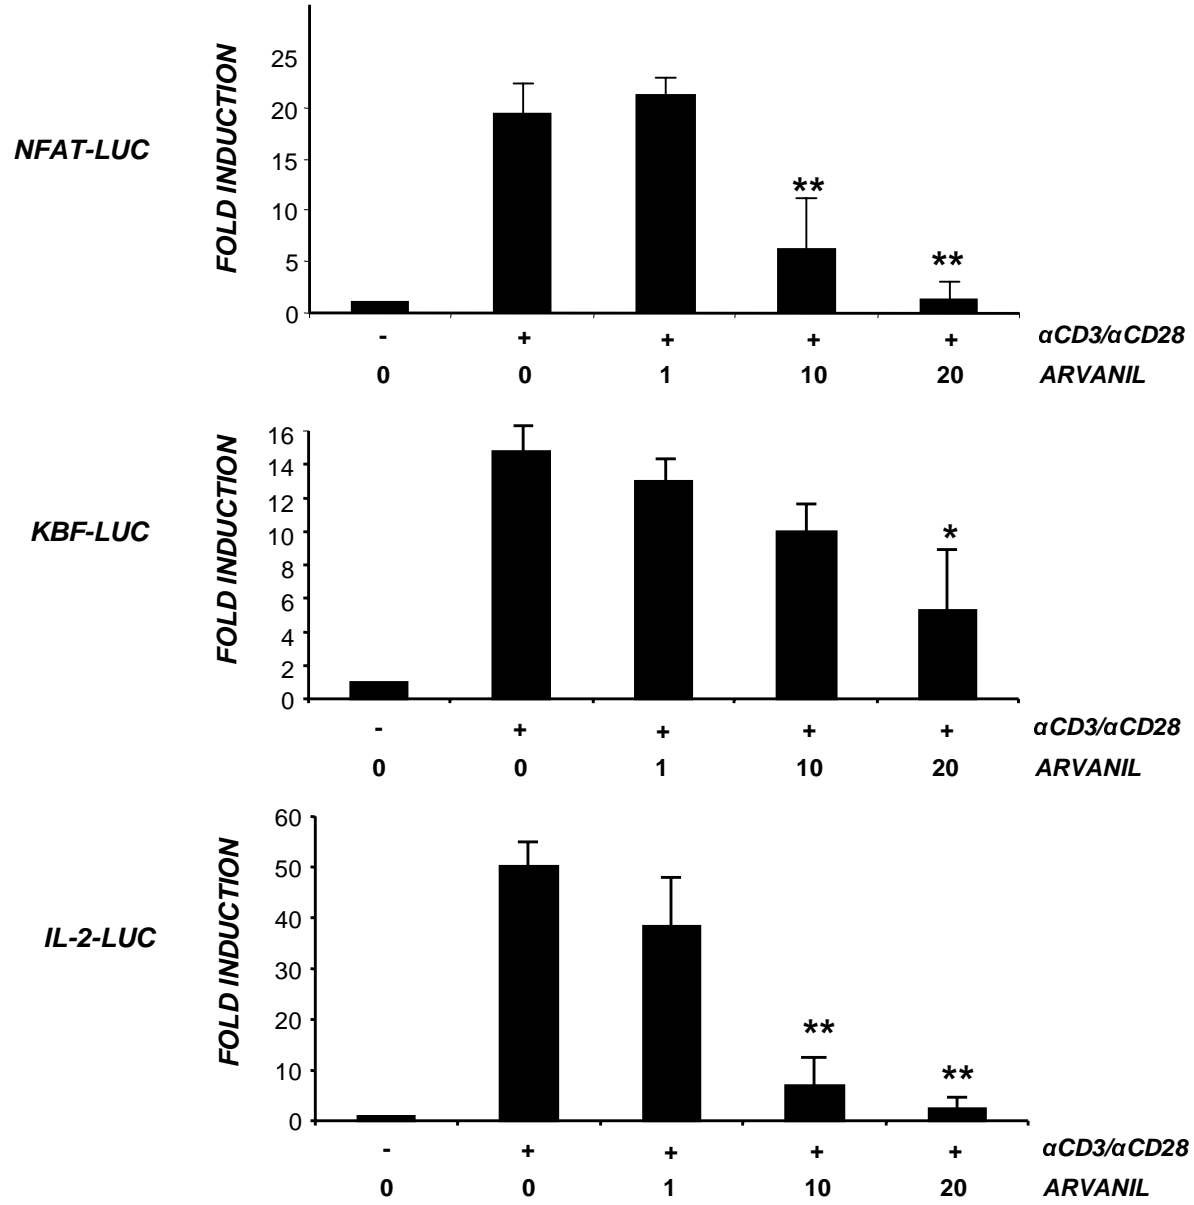 NFAT-LUC
FOLD INDUCTION
25
20
15
10
5
0
** **
- + + + + αCD3/αCD28
0 0 1 10 20 ARVANIL
KBF-LUC
FOLD INDUCTION
16
14
12
10
8
6
4
2
0
*
- + + + + αCD3/αCD28
0 0 1 10 20 ARVANIL
IL-2-LUC
FOLD INDUCTION
60
50
40
30
20
10
0
** **
- + + + + αCD3/αCD28
0 0 1 10 20 ARVANIL